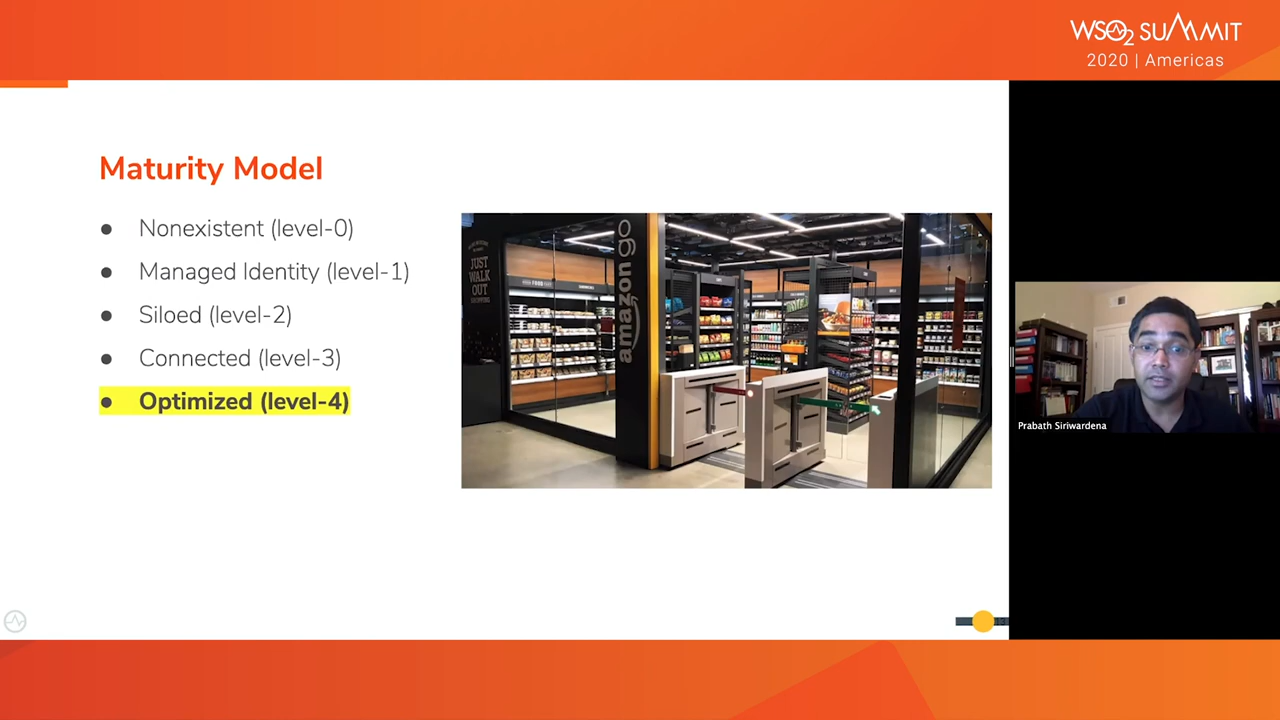 WSO2 SUMMIT
2020 | Americas
Maturity Model
● Nonexistent (level-0)
● Managed Identity (level-1)
● Siloed (level-2)
● Connected (level-3)
● Optimized (level-4)
JUST
WALK
OUT
SHOPPING
amazon go
Prabath Siriwardena